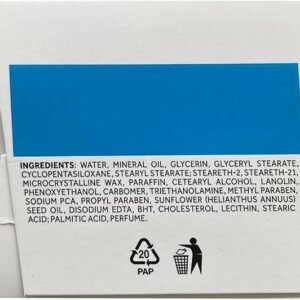 INGREDIENTS: WATER, MINERAL OIL, GLYCERIN, GLYCERYL STEARATE,
CYCLOPENTASILOXANE, STEARYL STEARATE; STEARETH-2, STEARETH-21,
MICROCRYSTALLINE WAX, PARAFFIN, CETEARYL ALCOHOL, LANOLIN,
PHENOXYETHANOL, CARBOMER, TRIETHANOLAMINE, METHYL PARABEN,
SODIUM PCA, PROPYL PARABEN, SUNFLOWER (HELIANTHUS ANNUUS)
SEED OIL, DISODIUM EDTA, BHT, CHOLESTEROL, LECITHIN, STEARIC
ACID; PALMITIC ACID, PERFUME.
20
PAP